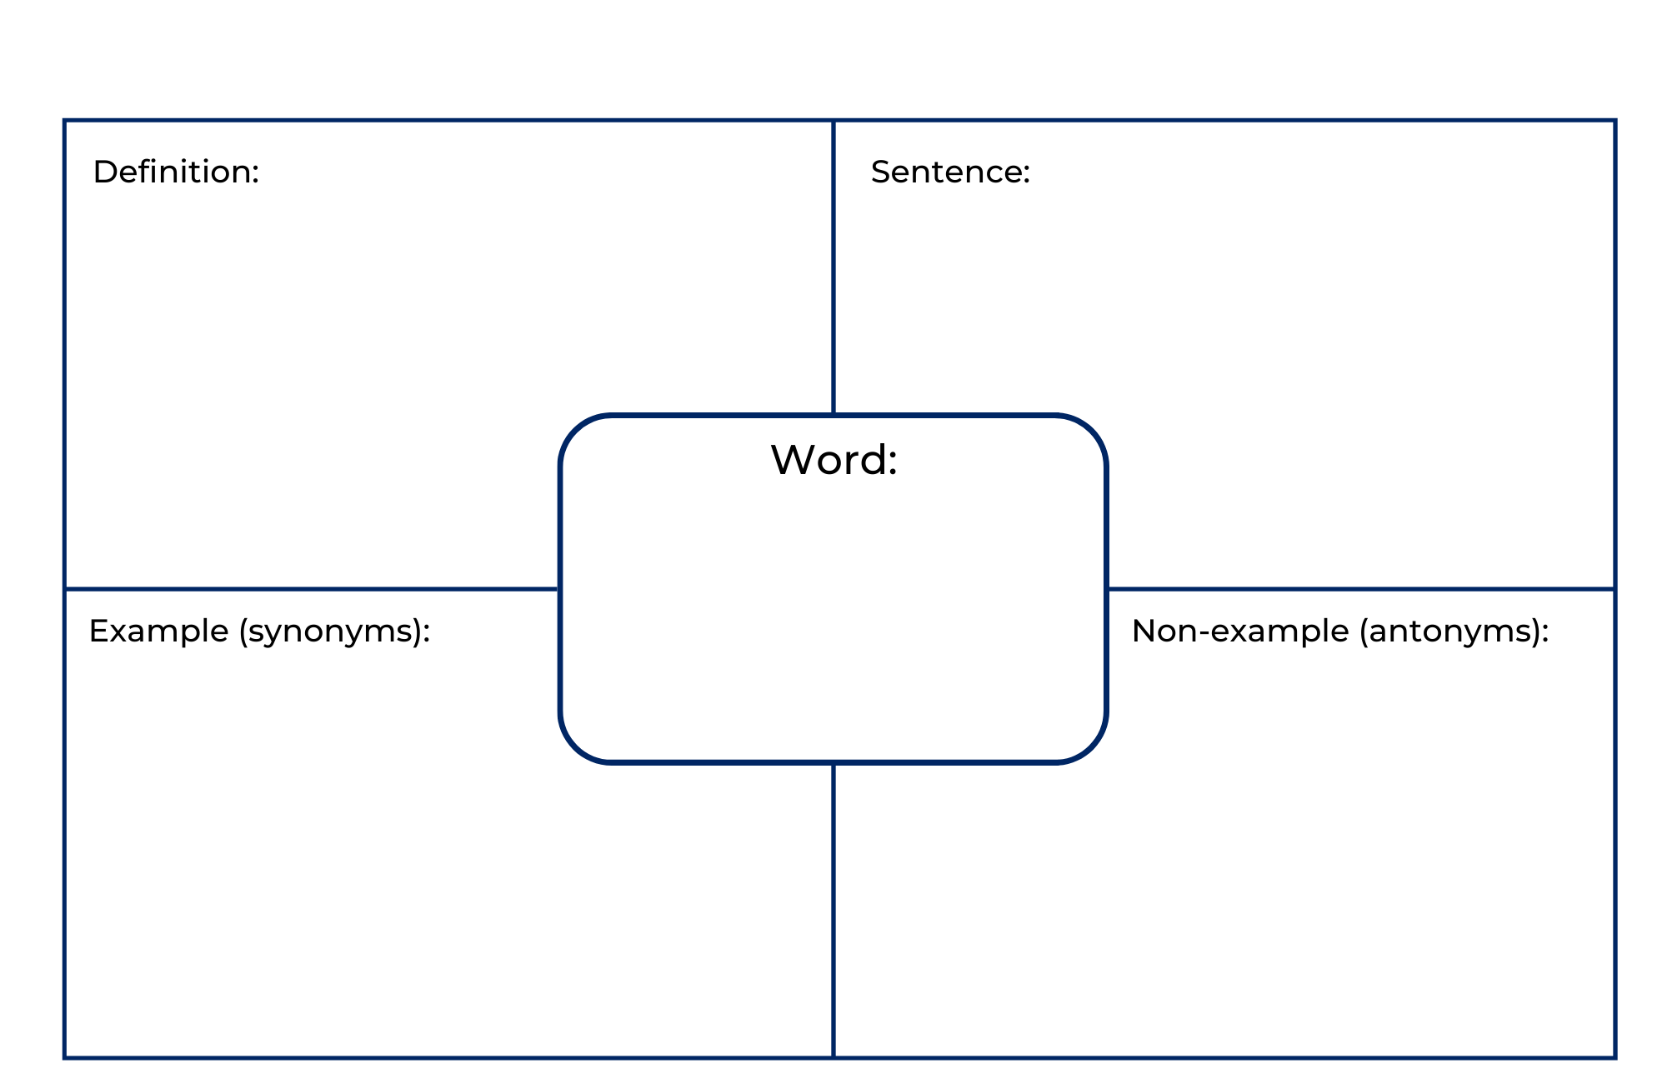 Definition:
Sentence:
Word:
Example (synonyms):
Non-example (antonyms):